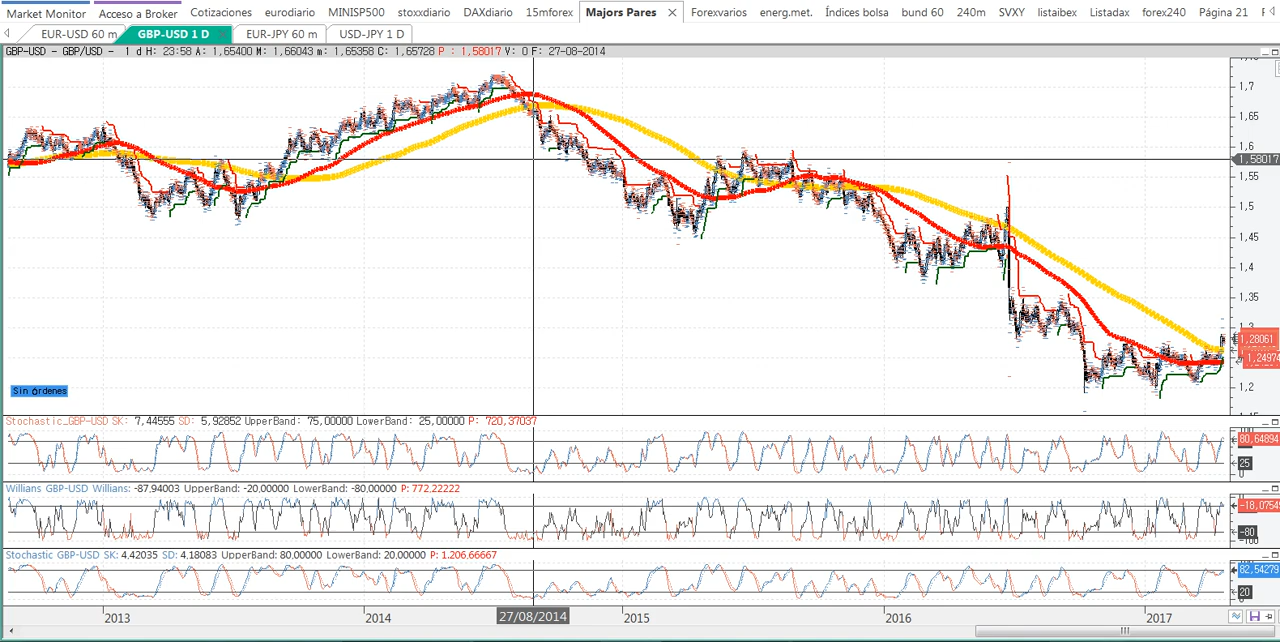 Market Monitor Acceso a Broker Cotizaciones eurodiario MINISP500 stoxxdiario DAXdiario 15mforex Majors Pares Forexvarios energ.met. Índices bolsa bund 60 240m SVXY listaibex Listadax forex240 Página 21
EUR-USD 60 m GBP-USD 1 D EUR-JPY 60 m USD-JPY 1 D
GBP-USD - GBP/USD - 1 d H: 23:58 A: 1,65400 M: 1,66043 m: 1,65358 C: 1,65728 P : 1,58017 V: 0 F: 27-08-2014
1,7
1,65
1,6
1,58017
1,55
1,5
1,45
1,4
1,35
1,3
1,28061
1,24974
1,2
Sin órdenes
Stochastic_GBP-USD SK: 7,44555 SD: 5,92852 UpperBand: 75,00000 LowerBand: 25,00000 P: 720,37037
80,64894
25
0
Willians GBP-USD Willians: -87,94003 UpperBand: -20,00000 LowerBand: -80,00000 P: 772,22222
-80
-100
Stochastic GBP-USD SK: 4.42035 SD: 4.18083 UpperBand: 80,00000 LowerBand: 20.00000 P: 1.206.66667
82,54279
20
2013 2014 27/08/2014 2015 2016 2017